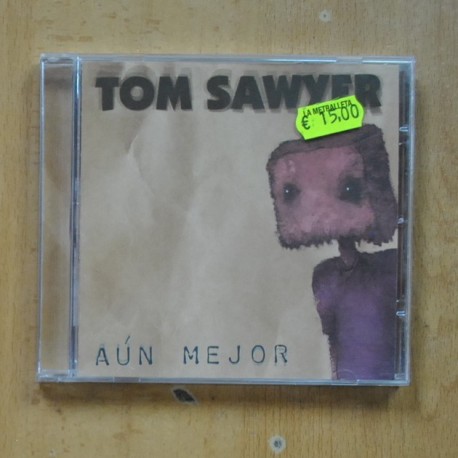 TOM SAWYER
LA METRALLETA
€ 15,00
AÚN MEJOR